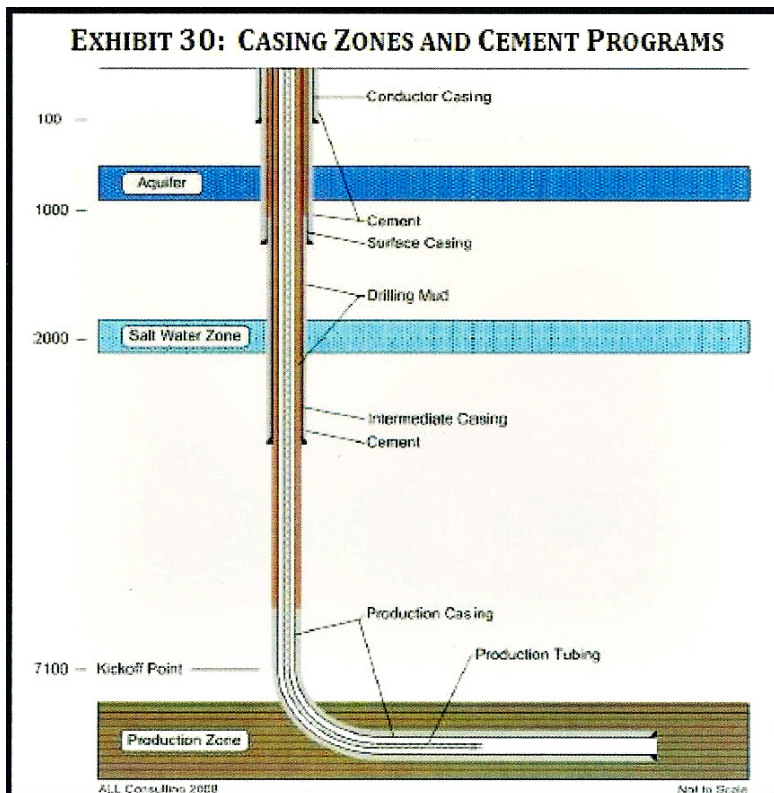 EXHIBIT 30: CASING ZONES AND CEMENT PROGRAMS
Conductor Casing
100
Aquifer
1000
Cement
Surface Casing
Drilling Mud
2000
Salt Water Zone
Intermediate Casing
Cement
Production Casing
Production Tubing
7100
Kickoff Point
Production Zone
ALL Consulting 2008
Not to Scale